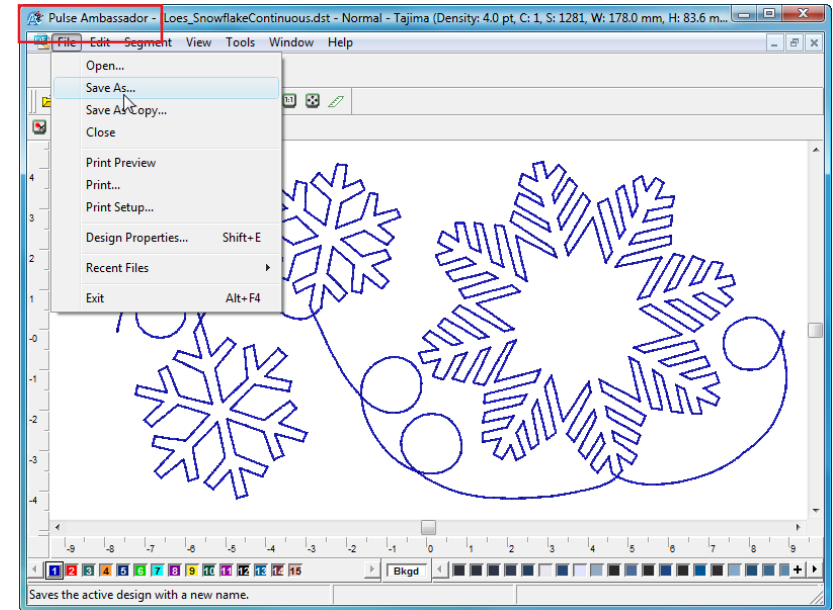 Pulse Ambassador - Loes_SnowflakeContinuous.dst - Normal - Tajima (Density: 4.0 pt, C: 1, S: 1281, W: 178.0 mm, H: 83.6 m...
File Edit Segment View Tools Window Help
Open...
Save As...
Save As Copy...
Close
Print Preview
Print...
Print Setup...
Design Properties... Shift+E
Recent Files
Exit Alt+F4
1:1
4
3
2
1
-0
-1
-2
-3
-4
-9 -8 -7 -6 -5 -4 -3 -2 -1 0 1 2 3 4 5 6 7 8 9
1 2 3 4 5 6 7 8 9 10 11 12 13 14 15 Bkgd
Saves the active design with a new name.